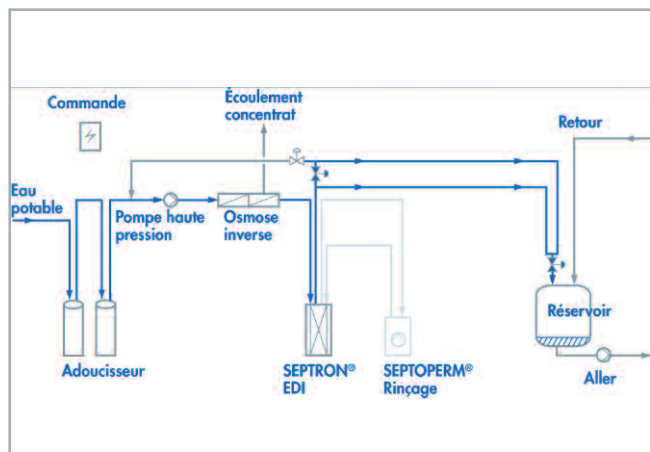 Commande
Écoulement
concentrat
Retour
Eau
potable
Pompe haute
pression
Osmose
inverse
Réservoir
Adoucisseur
SEPTRON®
EDI
SEPTOPERM®
Rinçage
Aller